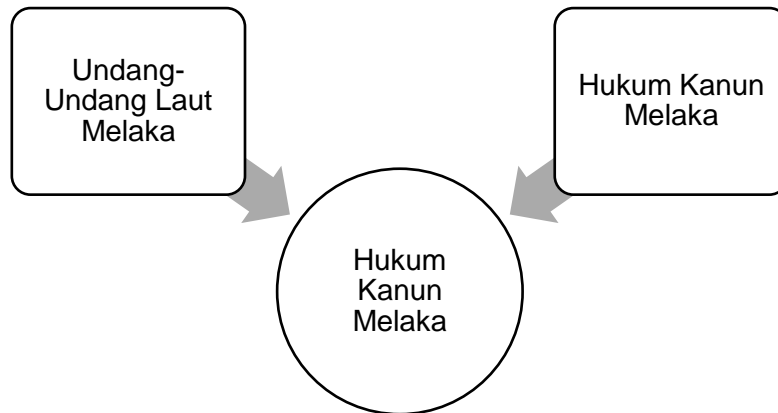 Undang-
Undang Laut
Melaka
Hukum Kanun
Melaka
Hukum
Kanun
Melaka